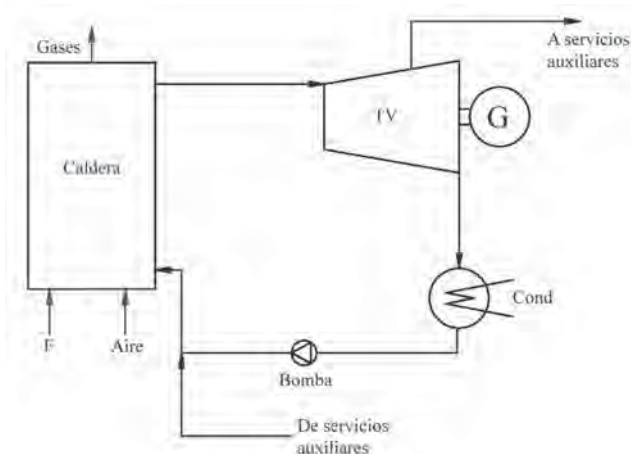 Gases
A servicios
auxiliares
TV
G
Caldera
Cond
F
Aire
Bomba
De servicios
auxiliares